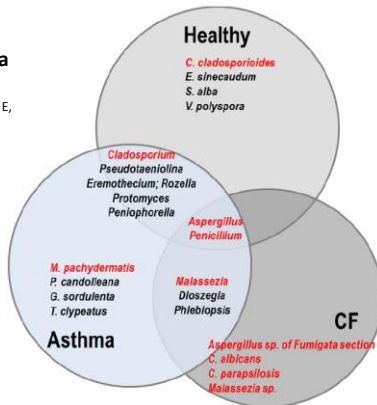 a
E,
Healthy
C. cladosporioides
E. sinecaudum
S. alba
V. polyspora
Cladosporium
Pseudotaeniolina
Eremothecium; Rozella
Protomyces
Peniophorella
Aspergillus
Penicillium
M. pachydermatis
P. candolleana
G. sordulenta
T. clypeatus
Asthma
Malassezia
Dioszegia
Phlebiopsis
CF
Aspergillus sp. of Fumigata section
C. albicans
C. parapsilosis
Malassezia sp.